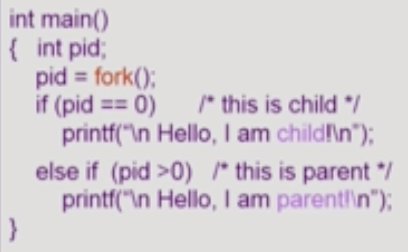 int main()
{ int pid;
pid = fork();
if (pid == 0) /* this is child */
printf("\n Hello, I am child!\n");
else if (pid >0) /* this is parent */
printf("\n Hello, I am parent!\n");
}